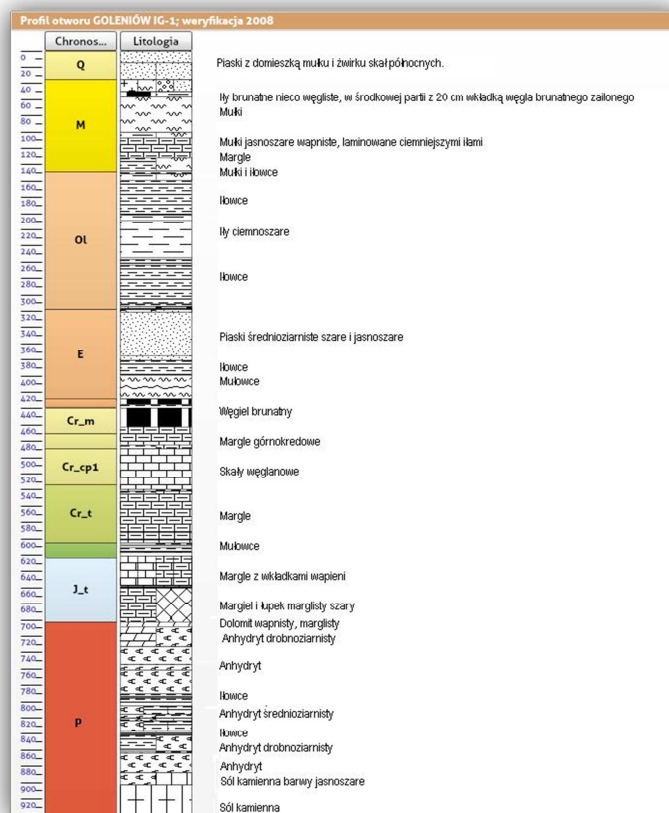 Profil otworu GOLENIÓW IG-1; weryfikacja 2008
Chronos... Litologia
0
20
40
60
80
100
120
140
160
180
200
220
240
260
280
300
320
340
360
380
400
420
440
460
480
500
520
540
560
580
600
620
640
660
680
700
720
740
760
780
800
820
840
860
880
900
920
Q
M
Ol
E
Cr_m
Cr_cp1
Cr_t
J_t
P
Piaski z domieszką mułku i żwirku skał północnych.
Iły brunatne nieco węgliste, w środkowej partii z 20 cm wkładką węgla brunatnego zailonego
Mułki
Mułki jasnoszare wapniste, laminowane ciemniejszymi iłami
Margle
Mułki i iłowce
Iłowce
Iły ciemnoszare
Iłowce
Piaski średnioziarniste szare i jasnoszare
Iłowce
Mułowce
Węgiel brunatny
Margle górnokredowe
Skały węglanowe
Margle
Mułowce
Margle z wkładkami wapieni
Margiel i łupek marglisty szary
Dolomit wapnisty, marglisty
Anhydryt drobnoziarnisty
Anhydryt
Iłowce
Anhydryt średnioziarnisty
Iłowce
Anhydryt drobnoziarnisty
Anhydryt
Sól kamienna barwy jasnoszare
Sól kamienna